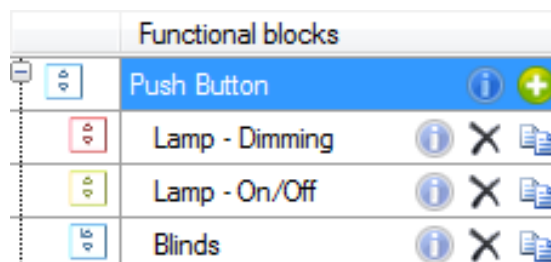 Functional blocks
Push Button
Lamp - Dimming
Lamp - On/Off
Blinds